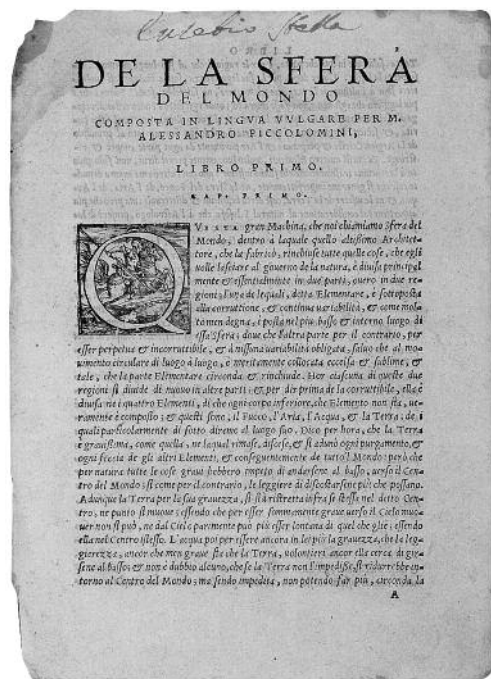 Eusebio Stella
DE LA SFERA
DEL MONDO
COMPOSTA IN LINGVA VVLGARE PER M.
ALESSANDRO PICCOLOMINI,
LIBRO PRIMO.
CAP. PRIMO.
QVESTA gran Machina, che noi chiamiamo Sfera del
Mondo, dentro à laquale quello altissimo Architet-
tore, che la fabricò, rinchiuse tutte quelle cose, che egli
volle lasciare al governo de la natura, è divisa principal
mente & essentialmente in due parti, overo in due re-
gioni: l'una de lequali, detta Elementare, è sottoposta
alla corruttione, & continua variabilità, & come mol-
to men degna, è posta nel piu basso & interno luogo di
essa Sfera: dove che l'altra parte per il contrario, per
esser perpetua & incorruttibile, & à nissuna variabilità obligata, salvo che al mo-
vimento circulare di luogo à luogo, è meritamente collocata eccelsa & sublime, &
tale, che la parte Elementare circonda & rinchiude. Hor ciascuna di queste due
regioni si divide di nuovo in altre parti: & per dir prima de la corruttibile, ella è
divisa ne i quattro Elementi, di che ogni corpo inferiore, che Elemento non sia, ve-
ramente è composto; & questi sono, il Fuoco, l'Aria, l'Acqua, & la Terra: de i
quali particolarmente di sotto diremo al luogo suo. Dico per hora, che la Terra
è gravissima, come quella, ne laquale rimase, discese, & si adunò ogni purgamento, &
ogni feccia de gli altri Elementi, & conseguentemente de tutto'l Mondo: però che
per natura tutte le cose gravi hebbero impeto di andarsene al basso, verso il Cen-
tro del Mondo; si come per il contrario, le leggiere di discostarsene più che possano.
Adunque la Terra per la sua gravezza, si stà ristretta infra se stesse nel detto Cen-
tro, ne punto si muove; essendo che per esser sommamente grave verso il Cielo muo-
ver non si può, ne dal Cielo parimente può più esser lontana di quel che gliè; essendo
ella nel Centro istesso. L'acqua poi per essere ancora in lei più la gravezza, che la leg-
gierezza, ancor che men grave sia che la Terra, volontieri ancor ella cerca di gir-
sene al basso; & non è dubbio alcuno, che se la Terra non l'impedisse, si ridurrebbe in-
torno al Centro del Mondo; ma sendo impedita, non potendo far più, circonda la
A